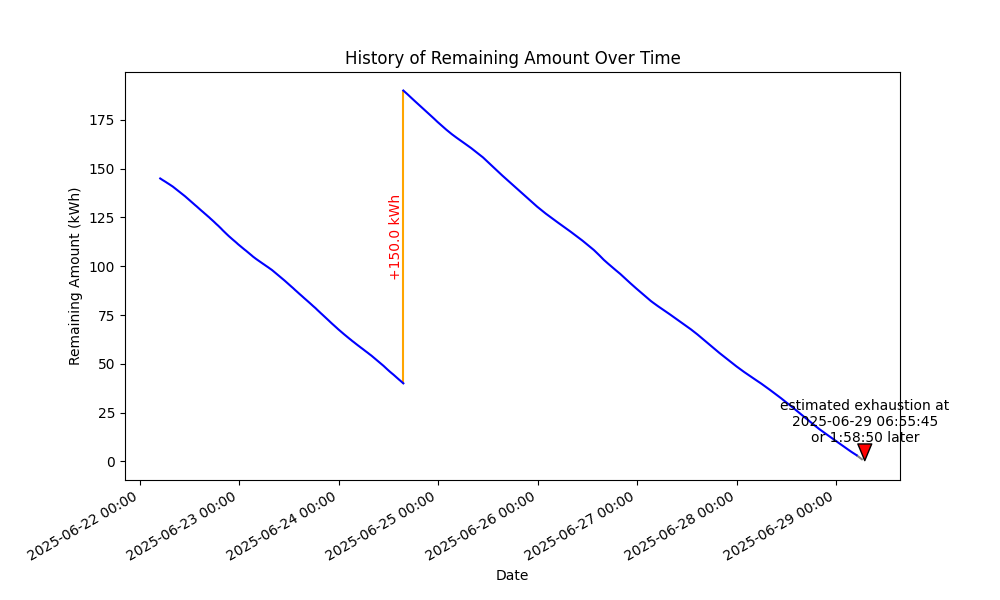 History of Remaining Amount Over Time
Remaining Amount (kWh)
175
150
125
100
75
50
25
0
+150.0 kWh
estimated exhaustion at
2025-06-29 06:55:45
or 1:58:50 later
2025-06-22 00:00
2025-06-23 00:00
2025-06-24 00:00
2025-06-25 00:00
2025-06-26 00:00
2025-06-27 00:00
2025-06-28 00:00
2025-06-29 00:00
Date